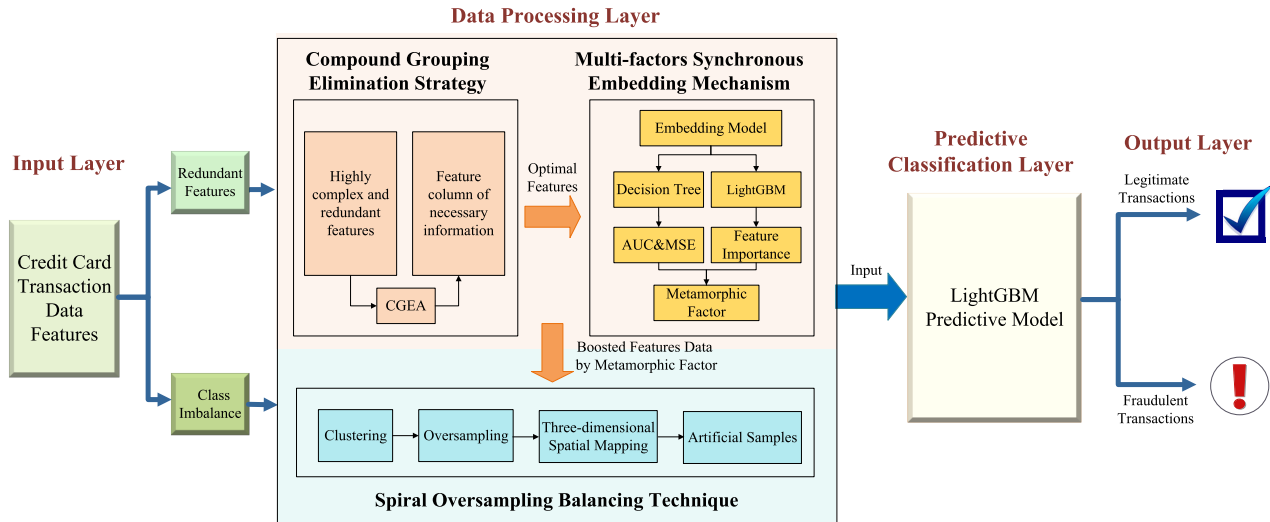 Data Processing Layer
Input Layer
Credit Card
Transaction
Data
Features
Redundant
Features
Class
Imbalance
Compound Grouping
Elimination Strategy
Highly
complex and
redundant
features
Feature
column of
necessary
information
CGEA
Optimal
Features
Multi-factors Synchronous
Embedding Mechanism
Embedding Model
Decision Tree
LightGBM
AUC&MSE
Feature
Importance
Metamorphic
Factor
Boosted Features Data
by Metamorphic Factor
Clustering
Oversampling
Three-dimensional
Spatial Mapping
Artificial Samples
Spiral Oversampling Balancing Technique
Input
Predictive
Classification Layer
LightGBM
Predictive Model
Output Layer
Legitimate
Transactions
Fraudulent
Transactions